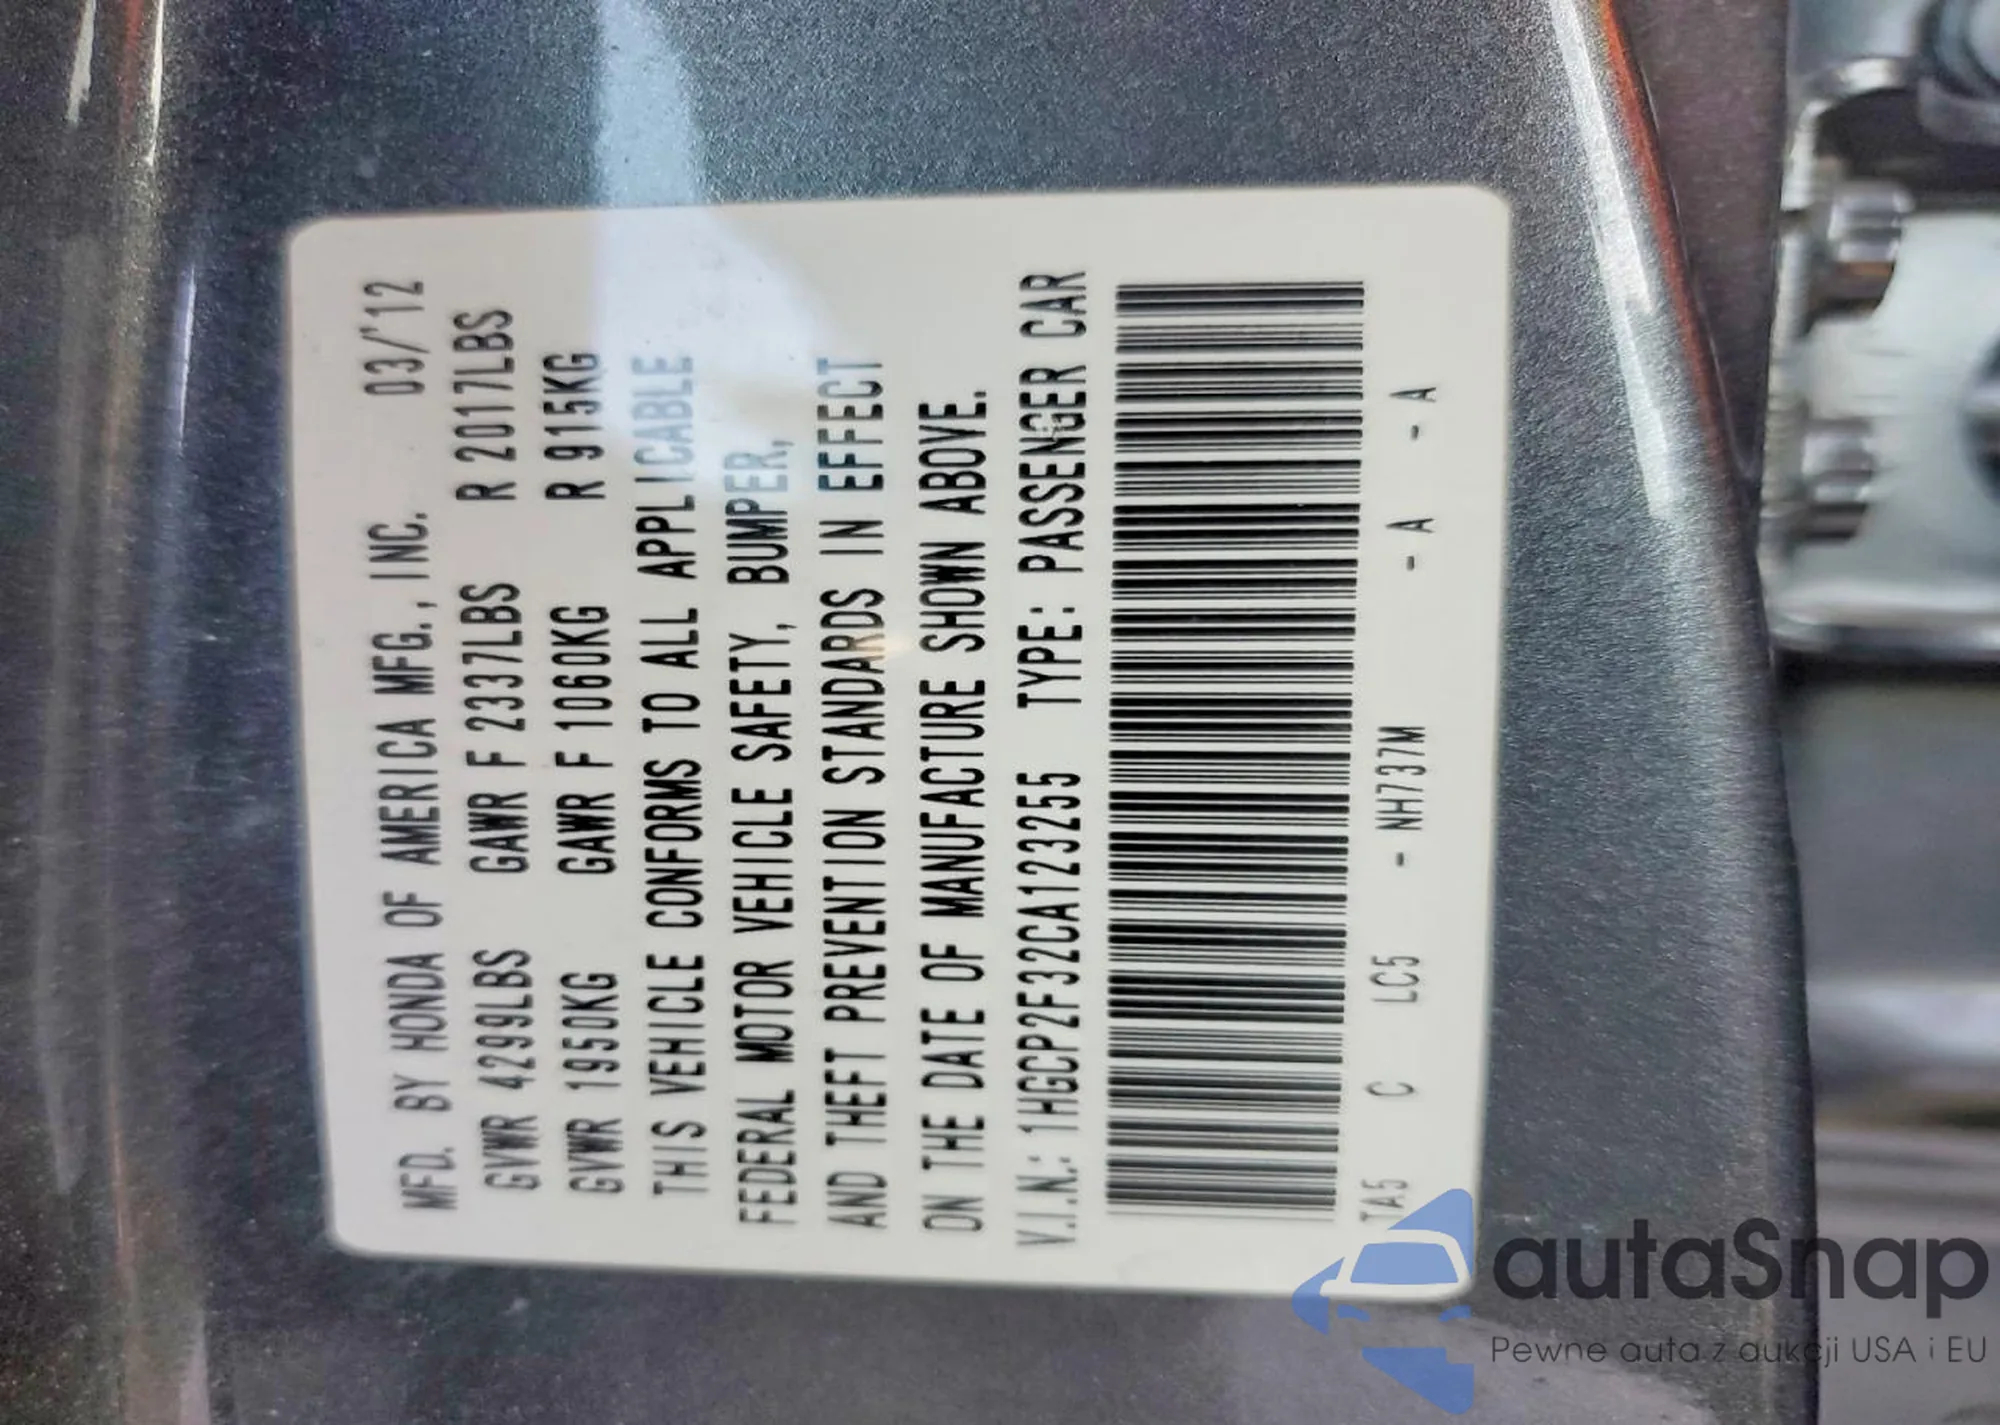 MFD. BY HONDA OF AMERICA MFG., INC. 03/'12
GVWR 4299LBS GAWR F 2337LBS R 2017LBS
GVWR 1950KG GAWR F 1060KG R 915KG
THIS VEHICLE CONFORMS TO ALL APPLICABLE
FEDERAL MOTOR VEHICLE SAFETY, BUMPER,
AND THEFT PREVENTION STANDARDS IN EFFECT
ON THE DATE OF MANUFACTURE SHOWN ABOVE.
V.I.N.: 1HGCP2F32CA123255 TYPE: PASSENGER CAR
TA5 C LC5 - NH737M - A - A
autaSnap
Pewne auta z aukcji USA i EU